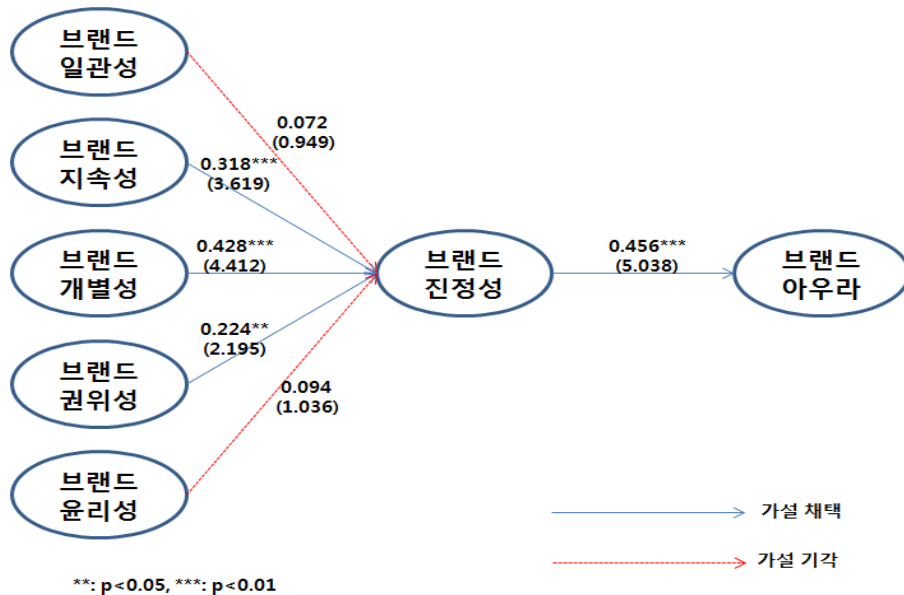 브랜드
일관성
0.072
(0.949)
브랜드
지속성
0.318***
(3.619)
브랜드
개별성
0.428***
(4.412)
브랜드
진정성
0.456***
(5.038)
브랜드
아우라
브랜드
권위성
0.224**
(2.195)
0.094
(1.036)
브랜드
윤리성
가설 채택
가설 기각
**: p<0.05, ***: p<0.01